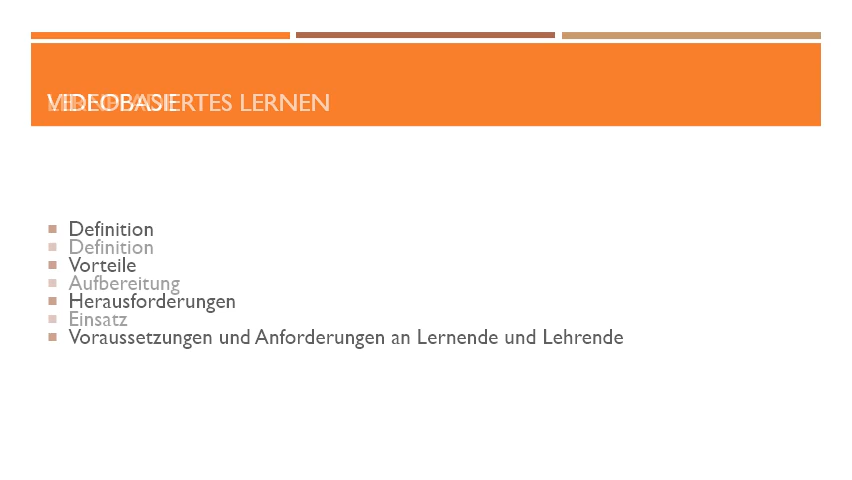 VIDEOBASIERTES LERNEN
Definition
Definition
Vorteile
Aufbereitung
Herausforderungen
Einsatz
Voraussetzungen und Anforderungen an Lernende und Lehrende